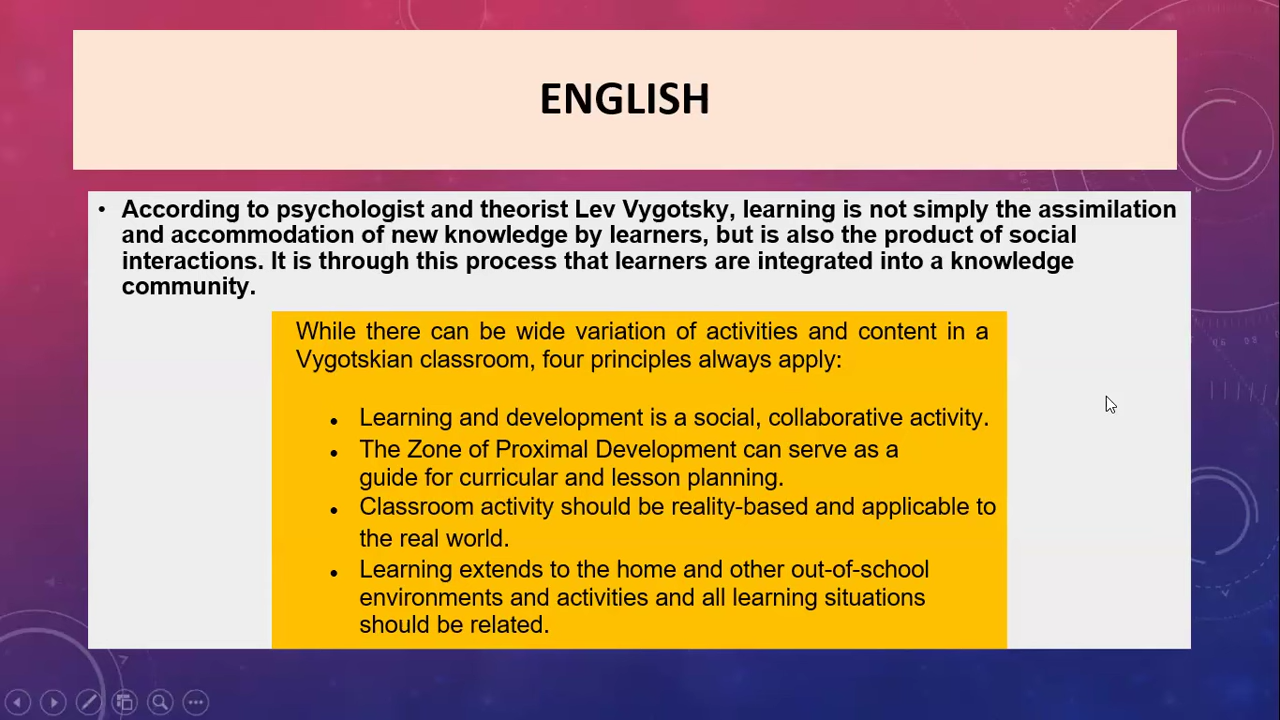 ENGLISH
• According to psychologist and theorist Lev Vygotsky, learning is not simply the assimilation
and accommodation of new knowledge by learners, but is also the product of social
interactions. It is through this process that learners are integrated into a knowledge
community.
While there can be wide variation of activities and content in a
Vygotskian classroom, four principles always apply:
• Learning and development is a social, collaborative activity.
• The Zone of Proximal Development can serve as a
guide for curricular and lesson planning.
• Classroom activity should be reality-based and applicable to
the real world.
• Learning extends to the home and other out-of-school
environments and activities and all learning situations
should be related.